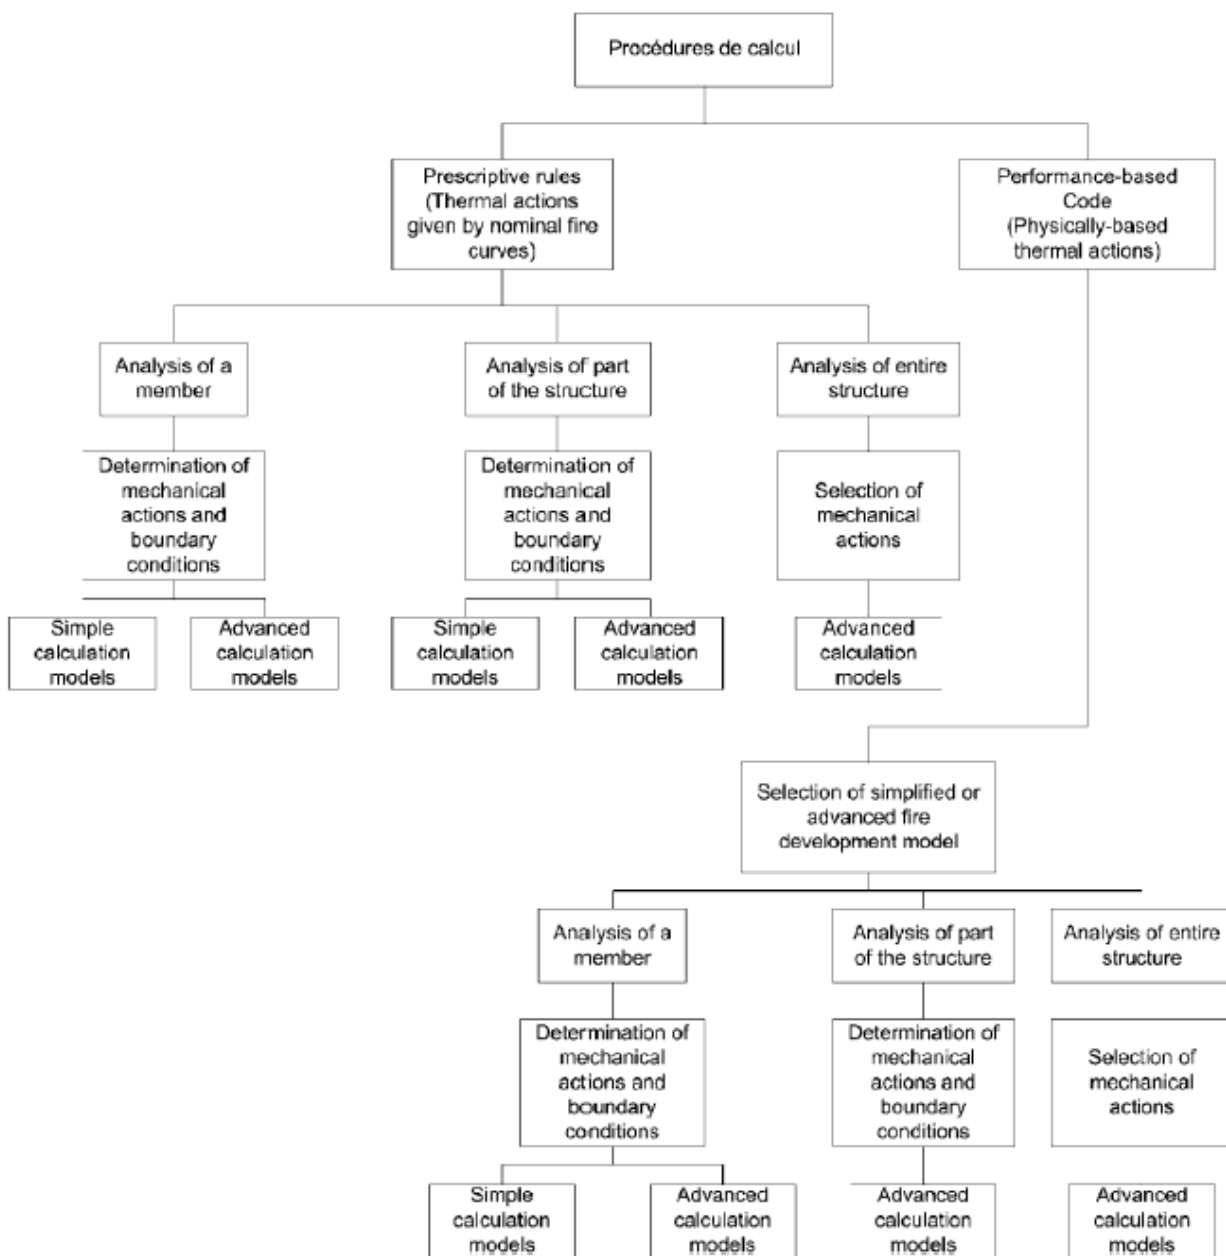 Procédures de calcul
Prescriptive rules
(Thermal actions
given by nominal fire
curves)
Performance-based
Code
(Physically-based
thermal actions)
Analysis of a
member
Analysis of part
of the structure
Analysis of entire
structure
Determination of
mechanical
actions and
boundary
conditions
Determination of
mechanical
actions and
boundary
conditions
Selection of
mechanical
actions
Simple
calculation
models
Advanced
calculation
models
Simple
calculation
models
Advanced
calculation
models
Advanced
calculation
models
Selection of simplified or
advanced fire
development model
Analysis of a
member
Analysis of part
of the structure
Analysis of entire
structure
Determination of
mechanical
actions and
boundary
conditions
Determination of
mechanical
actions and
boundary
conditions
Selection of
mechanical
actions
Simple
calculation
models
Advanced
calculation
models
Advanced
calculation
models
Advanced
calculation
models